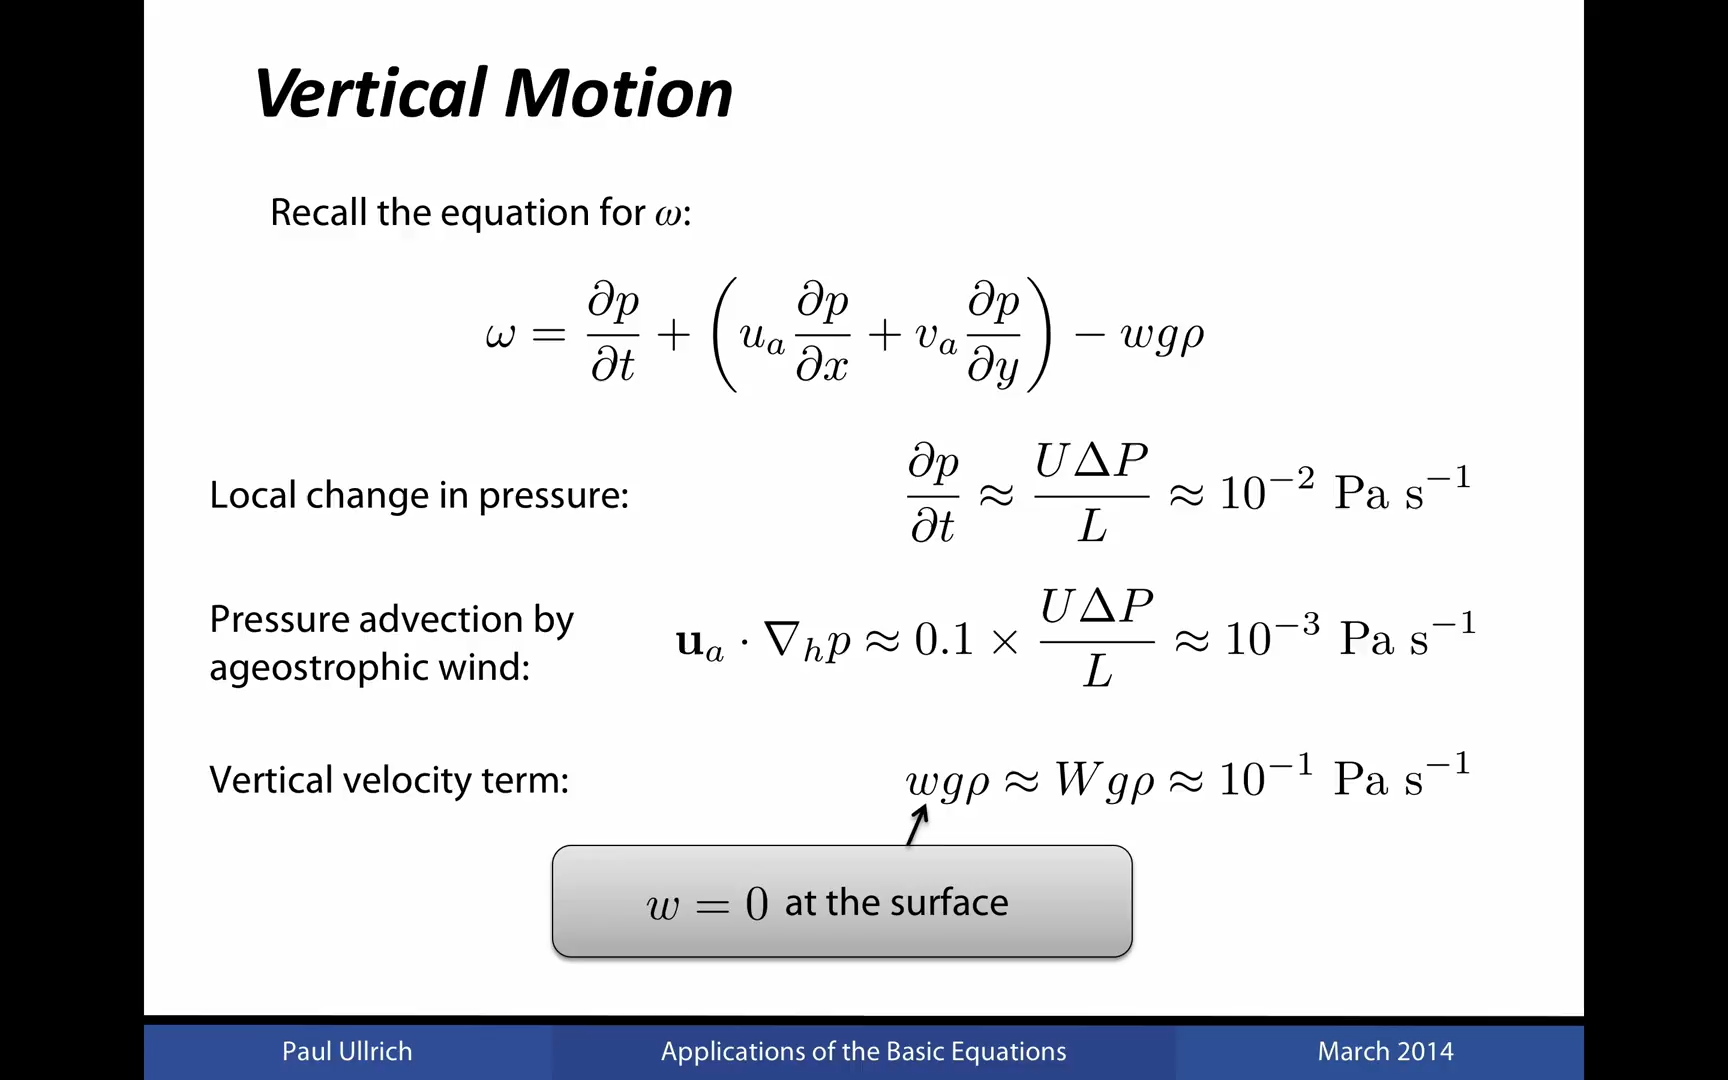 Vertical Motion
Recall the equation for ω:
ω = ∂p/∂t + (u_a ∂p/∂x + v_a ∂p/∂y) − wgρ
Local change in pressure: ∂p/∂t ≈ UΔP/L ≈ 10⁻² Pa s⁻¹
Pressure advection by
ageostrophic wind: 𝐮_a · ∇_h p ≈ 0.1 × UΔP/L ≈ 10⁻³ Pa s⁻¹
Vertical velocity term: wgρ ≈ Wgρ ≈ 10⁻¹ Pa s⁻¹
w = 0 at the surface
Paul Ullrich Applications of the Basic Equations March 2014